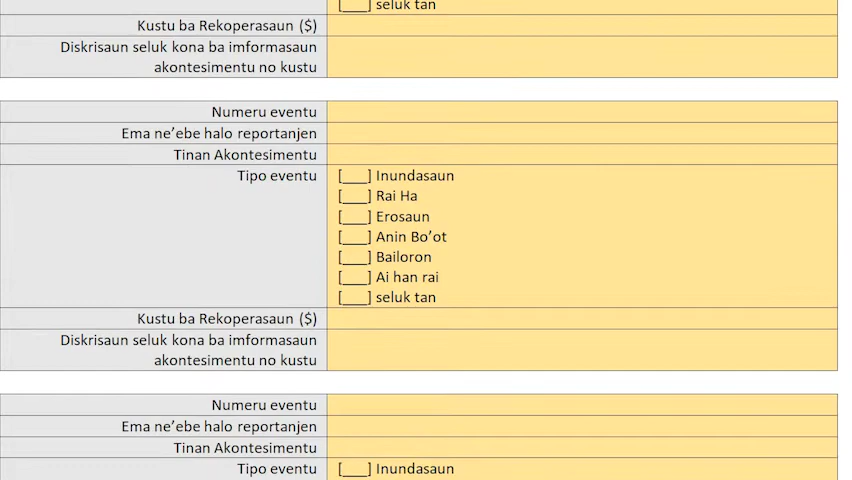 [___] seluk tan
Kustu ba Rekoperasaun ($)
Diskrisaun seluk kona ba imformasaun
akontesimentu no kustu
Numeru eventu
Ema ne’ebe halo reportanjen
Tinan Akontesimentu
Tipo eventu [___] Inundasaun
[___] Rai Ha
[___] Erosaun
[___] Anin Bo’ot
[___] Bailoron
[___] Ai han rai
[___] seluk tan
Kustu ba Rekoperasaun ($)
Diskrisaun seluk kona ba imformasaun
akontesimentu no kustu
Numeru eventu
Ema ne’ebe halo reportanjen
Tinan Akontesimentu
Tipo eventu [___] Inundasaun